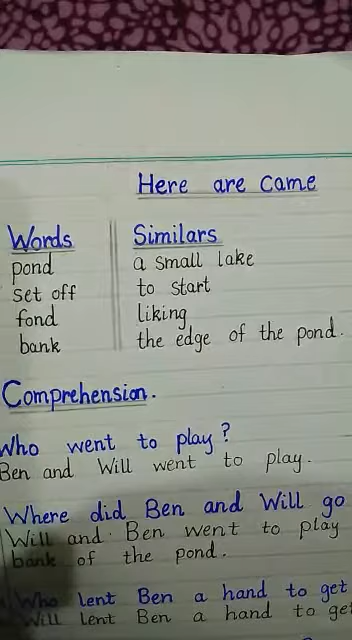 Here are came
Words Similars
pond a small lake
set off to start
fond liking
bank the edge of the pond.
Comprehension.
Who went to play?
Ben and Will went to play.
Where did Ben and Will go
Will and Ben went to play
bank of the pond.
Who lent Ben a hand to get
Will lent Ben a hand to get